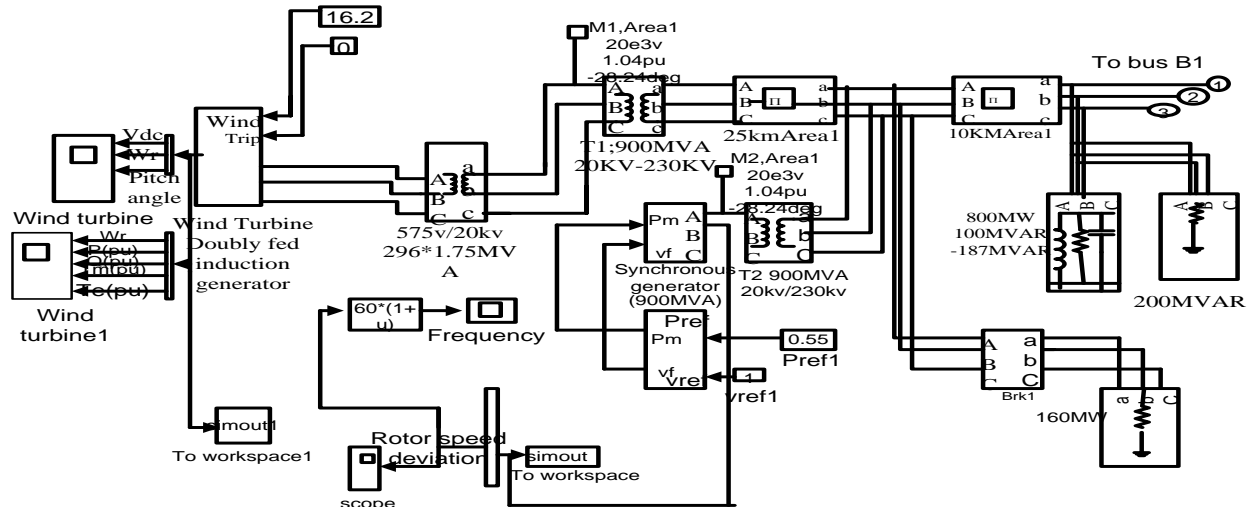 16.2
0
M1,Area1
20e3v
1.04pu
-28.24deg
To bus B1
1
2
3
Wind
Trip
Vdc
Wr
Pitch
angle
Wind turbine
Wind Turbine
Doubly fed
induction
generator
Wr
P(pu)
Q(pu)
Tm(pu)
Te(pu)
Wind
turbine1
A
B
C
a
b
c
575v/20kv
296*1.75MV
A
A
B
C
a
b
c
T1;900MVA
20KV-230KV
A
B
C
a
b
c
25kmArea1
A
B
C
a
b
c
10KMArea1
M2,Area1
20e3v
1.04pu
-28.24deg
Pm
vf
A
B
C
Synchronous
generator
(900MVA)
A
B
C
a
b
c
T2 900MVA
20kv/230kv
A B C
800MW
100MVAR
-187MVAR
A B C
200MVAR
60*(1+
u)
Frequency
Pref
Pm
vf
vref
0.55
Pref1
1
vref1
A
B
C
a
b
C
Brk1
a b c
160MW
simout1
To workspace1
Rotor speed
deviation
scope
simout
To workspace